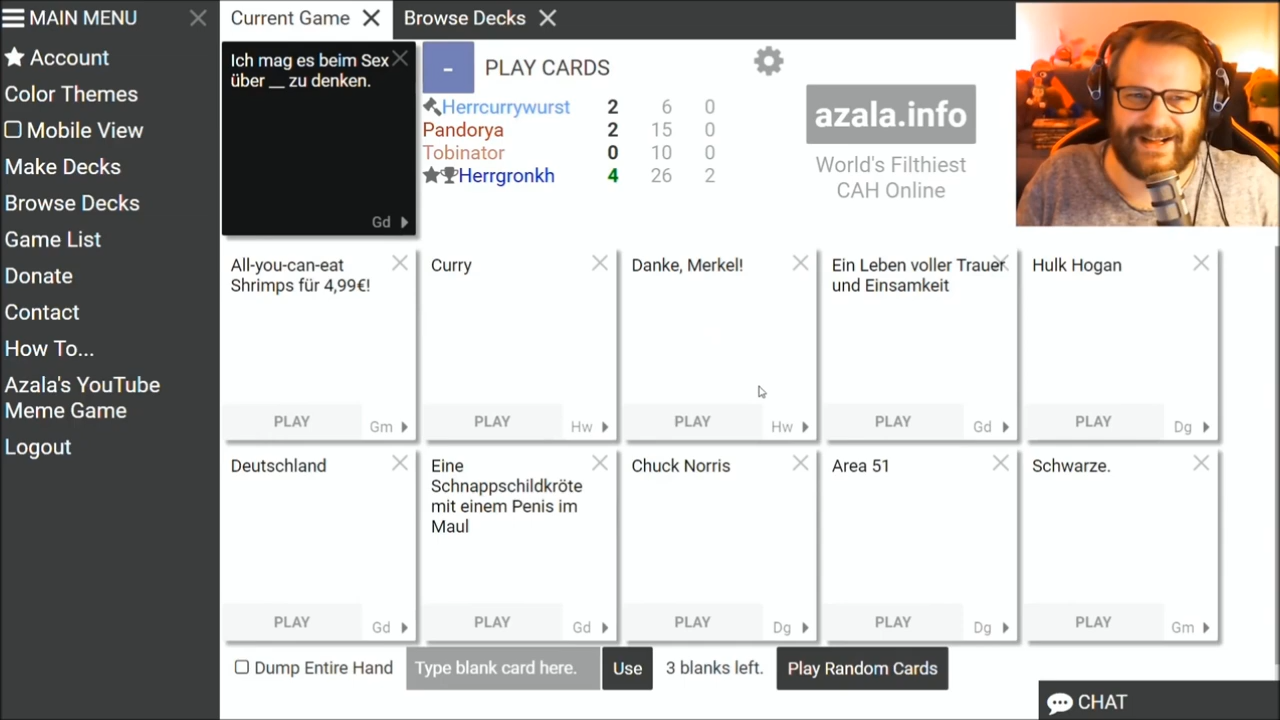 MAIN MENU
Account
Color Themes
Mobile View
Make Decks
Browse Decks
Game List
Donate
Contact
How To...
Azala's YouTube
Meme Game
Logout
Current Game
Browse Decks
Ich mag es beim Sex
über __ zu denken.
Gd
-
PLAY CARDS
Herrcurrywurst 2 6 0
Pandorya 2 15 0
Tobinator 0 10 0
Herrgronkh 4 26 2
azala.info
World's Filthiest
CAH Online
All-you-can-eat
Shrimps für 4,99€!
PLAY Gm
Curry
PLAY Hw
Danke, Merkel!
PLAY Hw
Ein Leben voller Trauer
und Einsamkeit
PLAY Gd
Hulk Hogan
PLAY Dg
Deutschland
PLAY Gd
Eine
Schnappschildkröte
mit einem Penis im
Maul
PLAY Gd
Chuck Norris
PLAY Dg
Area 51
PLAY Dg
Schwarze.
PLAY Gm
Dump Entire Hand
Type blank card here.
Use
3 blanks left.
Play Random Cards
CHAT